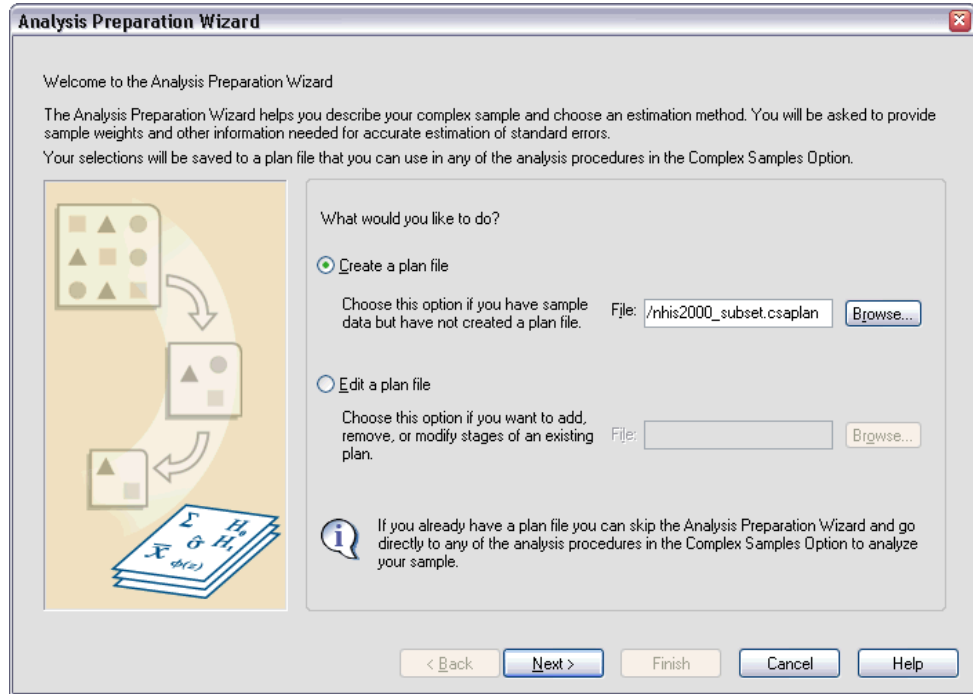 Analysis Preparation Wizard
Welcome to the Analysis Preparation Wizard
The Analysis Preparation Wizard helps you describe your complex sample and choose an estimation method. You will be asked to provide
sample weights and other information needed for accurate estimation of standard errors.
Your selections will be saved to a plan file that you can use in any of the analysis procedures in the Complex Samples Option.
What would you like to do?
Create a plan file
Choose this option if you have sample
data but have not created a plan file.
File: /nhis2000_subset.csaplan Browse...
Edit a plan file
Choose this option if you want to add,
remove, or modify stages of an existing
plan.
File: Browse...
Σ H₀
x̄ σ̂ H₁
ϕ(z)
If you already have a plan file you can skip the Analysis Preparation Wizard and go
directly to any of the analysis procedures in the Complex Samples Option to analyze
your sample.
< Back Next > Finish Cancel Help